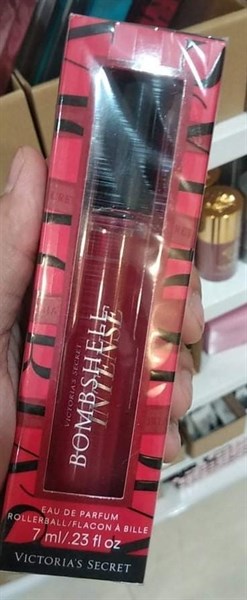 VICTORIA'S SECRET
BOMBSHELL
INTENSE
EAU DE PARFUM
ROLLERBALL/FLACON À BILLE
7 ml/.23 fl oz
VICTORIA'S SECRET